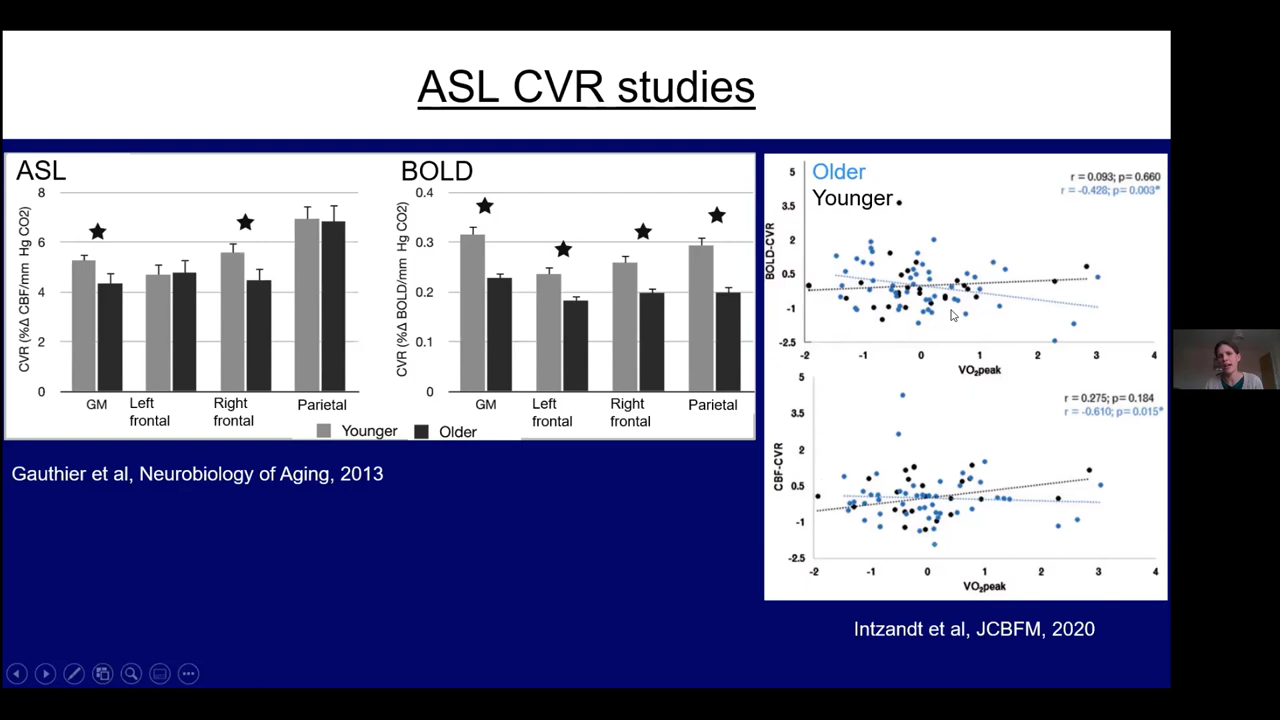 ASL CVR studies
ASL
CVR (%Δ CBF/mm Hg CO2)
8
6
4
2
0
GM
Left frontal
Right frontal
Parietal
BOLD
CVR (%Δ BOLD/mm Hg CO2)
0.4
0.3
0.2
0.1
0
GM
Left frontal
Right frontal
Parietal
Younger
Older
Gauthier et al, Neurobiology of Aging, 2013
Older
Younger
r = 0.093; p= 0.660
r = -0.428; p= 0.003*
BOLD-CVR
5
3.5
2
0.5
-1
-2.5
-2 -1 0 1 2 3 4
VO₂peak
r = 0.275; p= 0.184
r = -0.610; p= 0.015*
CBF-CVR
5
3.5
2
0.5
-1
-2.5
-2 -1 0 1 2 3 4
VO₂peak
Intzandt et al, JCBFM, 2020